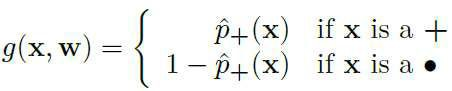 g(x, w) = { p̂₊(x) if x is a +
1 − p̂₊(x) if x is a •